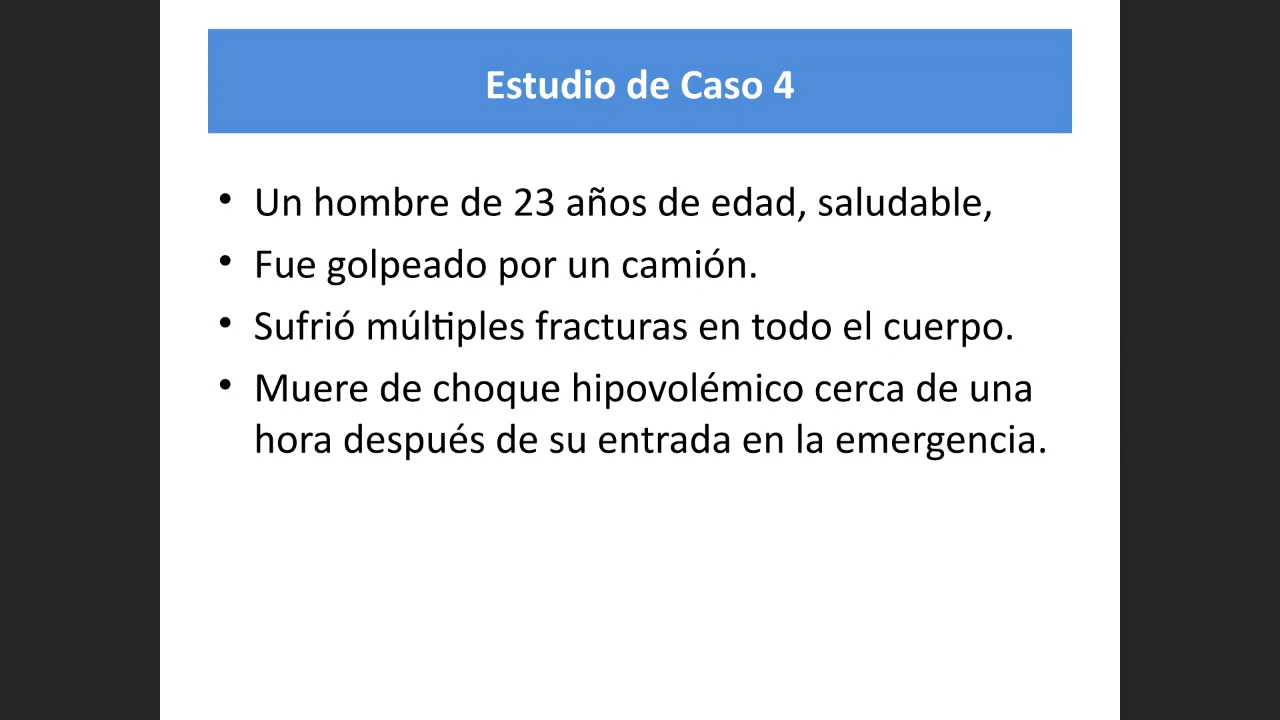 Estudio de Caso 4
• Un hombre de 23 años de edad, saludable,
• Fue golpeado por un camión.
• Sufrió múltiples fracturas en todo el cuerpo.
• Muere de choque hipovolémico cerca de una
hora después de su entrada en la emergencia.